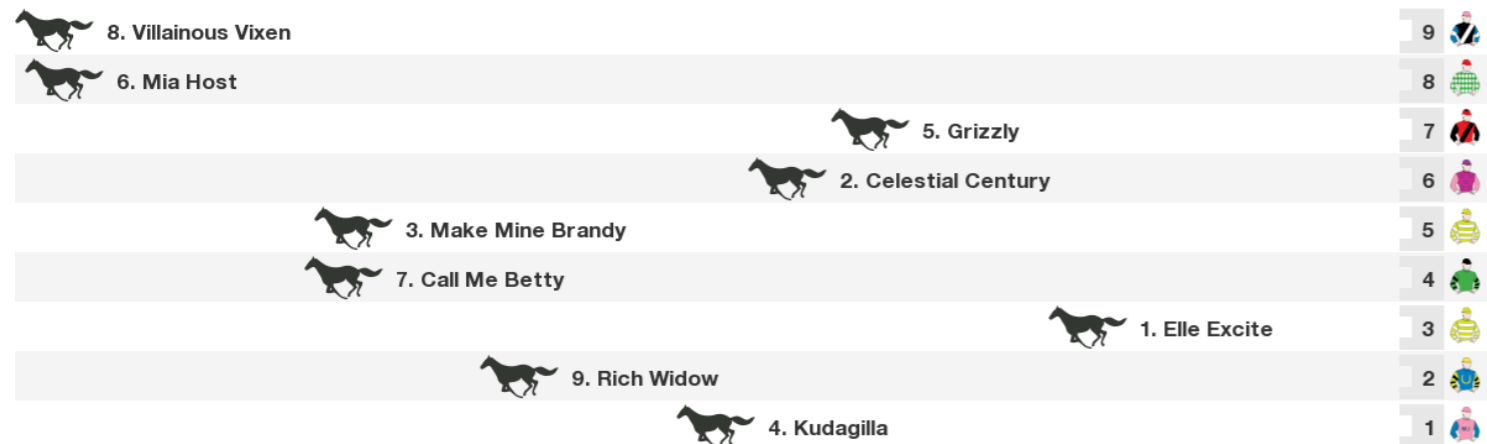 8. Villainous Vixen 9
6. Mia Host 8
5. Grizzly 7
2. Celestial Century 6
3. Make Mine Brandy 5
7. Call Me Betty 4
1. Elle Excite 3
9. Rich Widow 2
4. Kudagilla 1